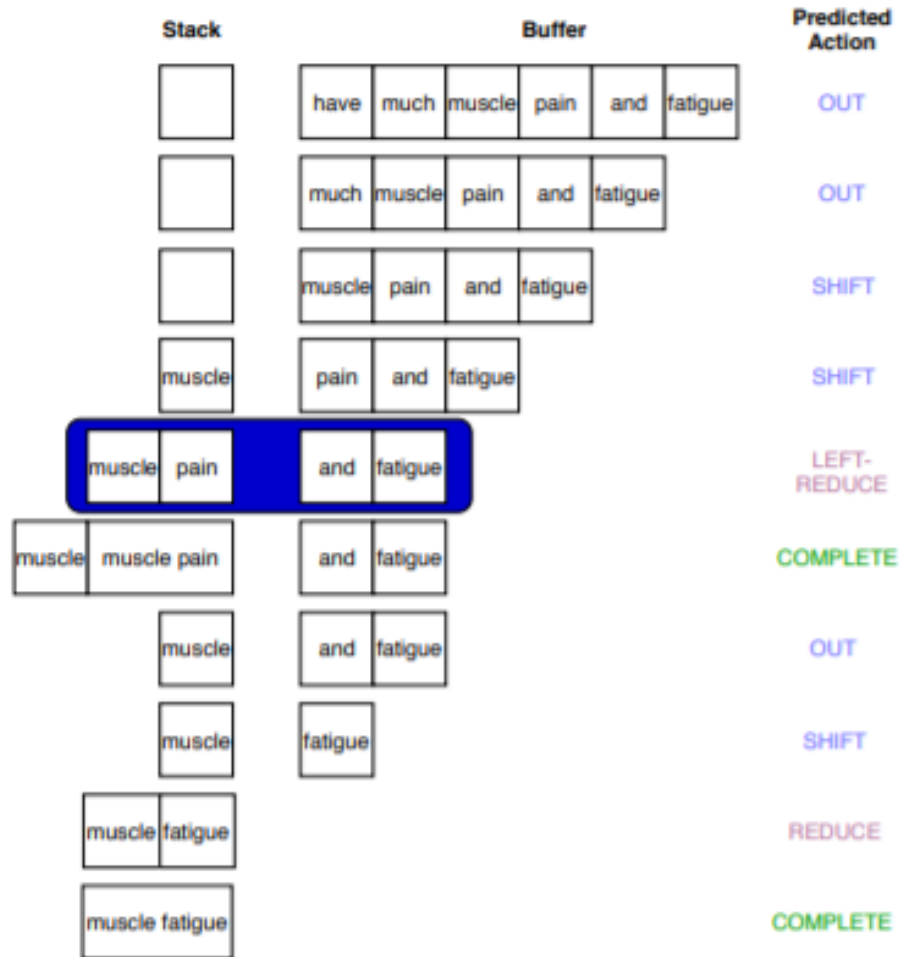 Stack Buffer Predicted Action
have much muscle pain and fatigue OUT
much muscle pain and fatigue OUT
muscle pain and fatigue SHIFT
muscle pain and fatigue SHIFT
muscle pain and fatigue LEFT-
REDUCE
muscle muscle pain and fatigue COMPLETE
muscle and fatigue OUT
muscle fatigue SHIFT
muscle fatigue REDUCE
muscle fatigue COMPLETE